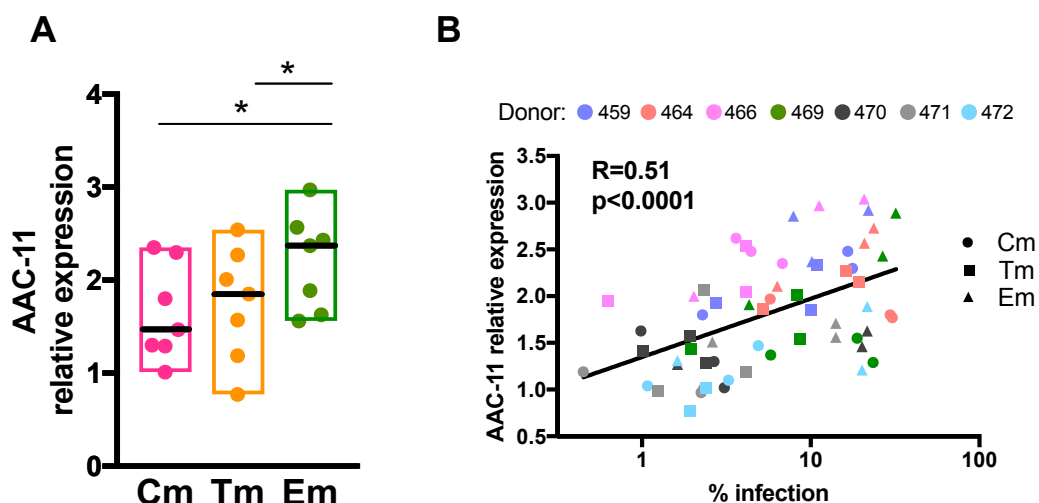 A
*
*
4
3
2
1
0
AAC-11
relative expression
Cm Tm Em
B
Donor: 459 464 466 469 470 471 472
R=0.51
p<0.0001
3.5
3.0
2.5
2.0
1.5
1.0
0.5
AAC-11 relative expression
1 10 100
% infection
Cm
Tm
Em